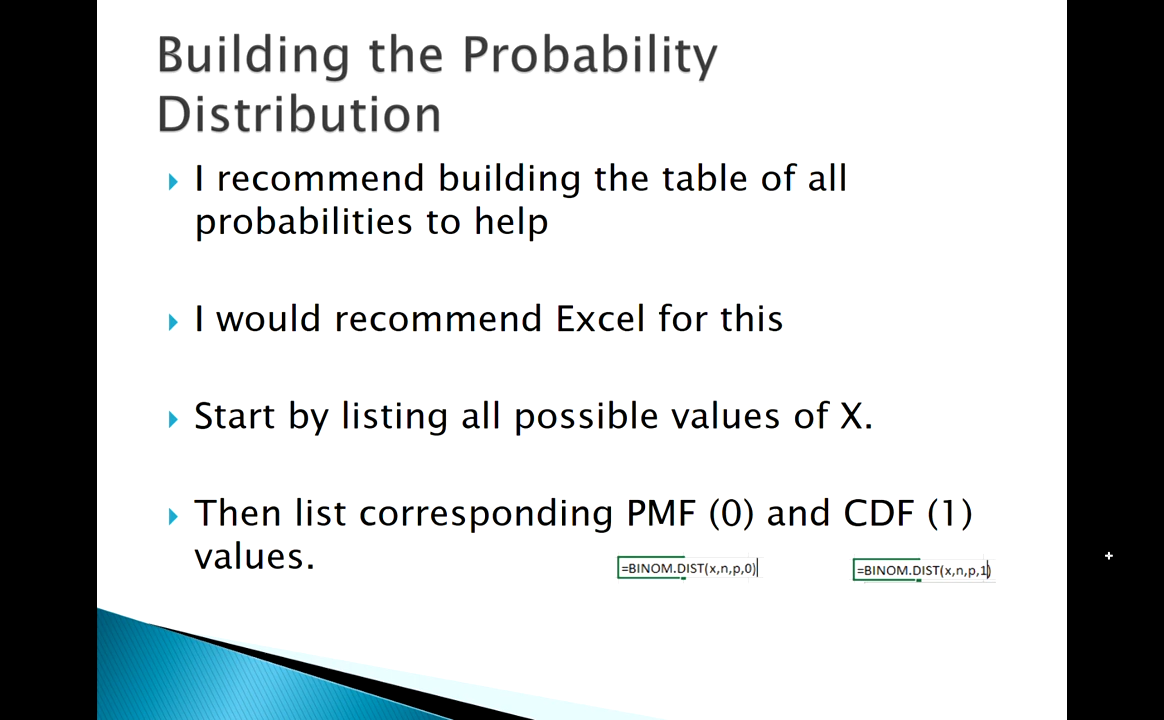 Building the Probability
Distribution
I recommend building the table of all
probabilities to help
I would recommend Excel for this
Start by listing all possible values of X.
Then list corresponding PMF (0) and CDF (1)
values.
=BINOM.DIST(x,n,p,0)
=BINOM.DIST(x,n,p,1)